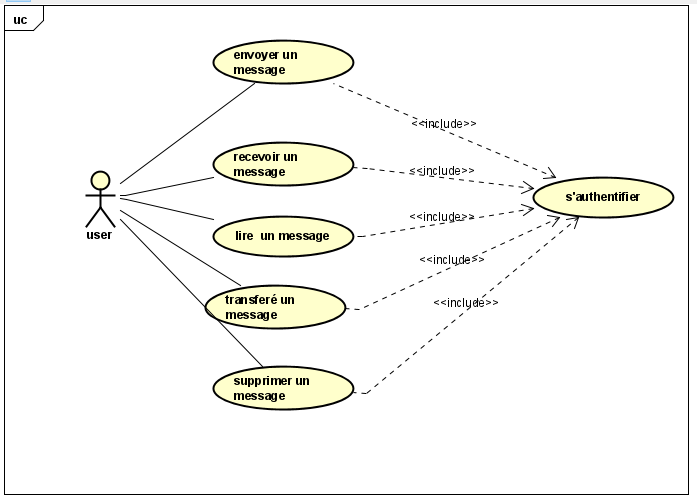 uc
envoyer un
message
<<include>>
recevoir un
message
<<include>>
s'authentifier
user
lire  un message
<<include>>
transferé un
message
<<include>>
supprimer un
message
<<include>>